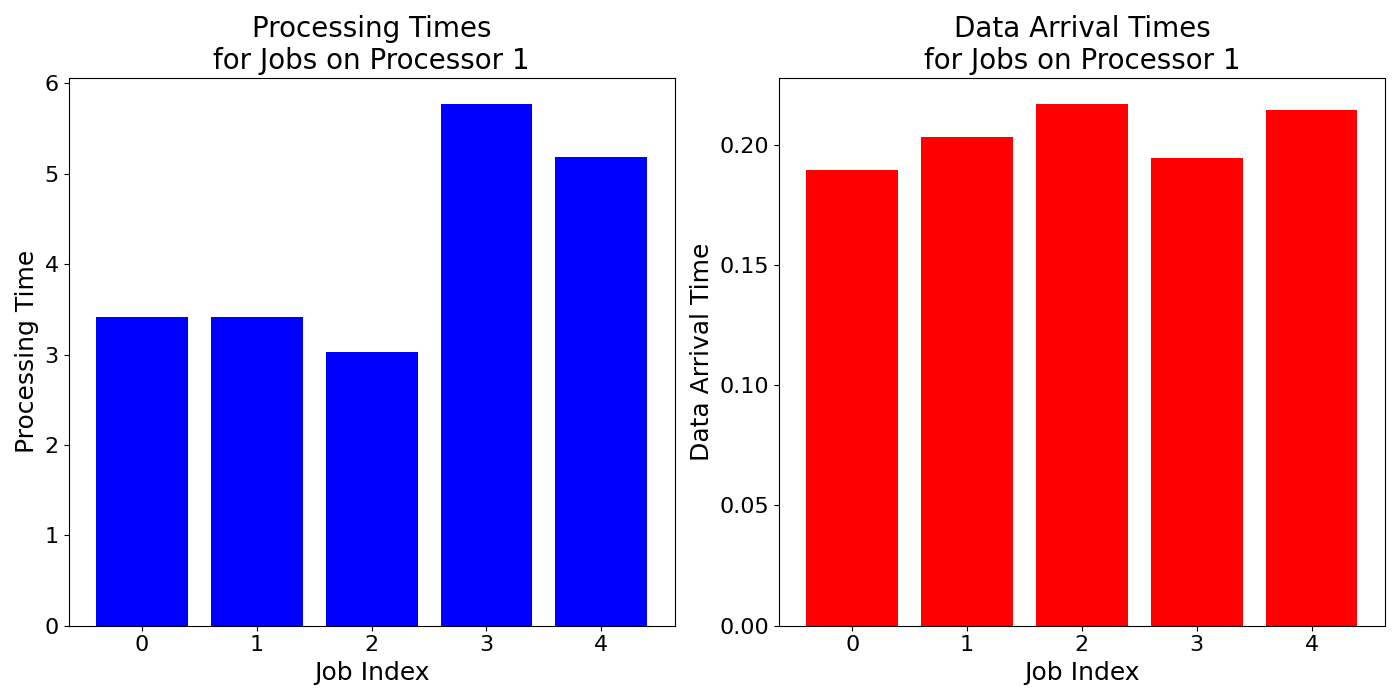 Processing Times
for Jobs on Processor 1
6
5
4
3
2
1
0
Processing Time
0 1 2 3 4
Job Index
Data Arrival Times
for Jobs on Processor 1
0.20
0.15
0.10
0.05
0.00
Data Arrival Time
0 1 2 3 4
Job Index